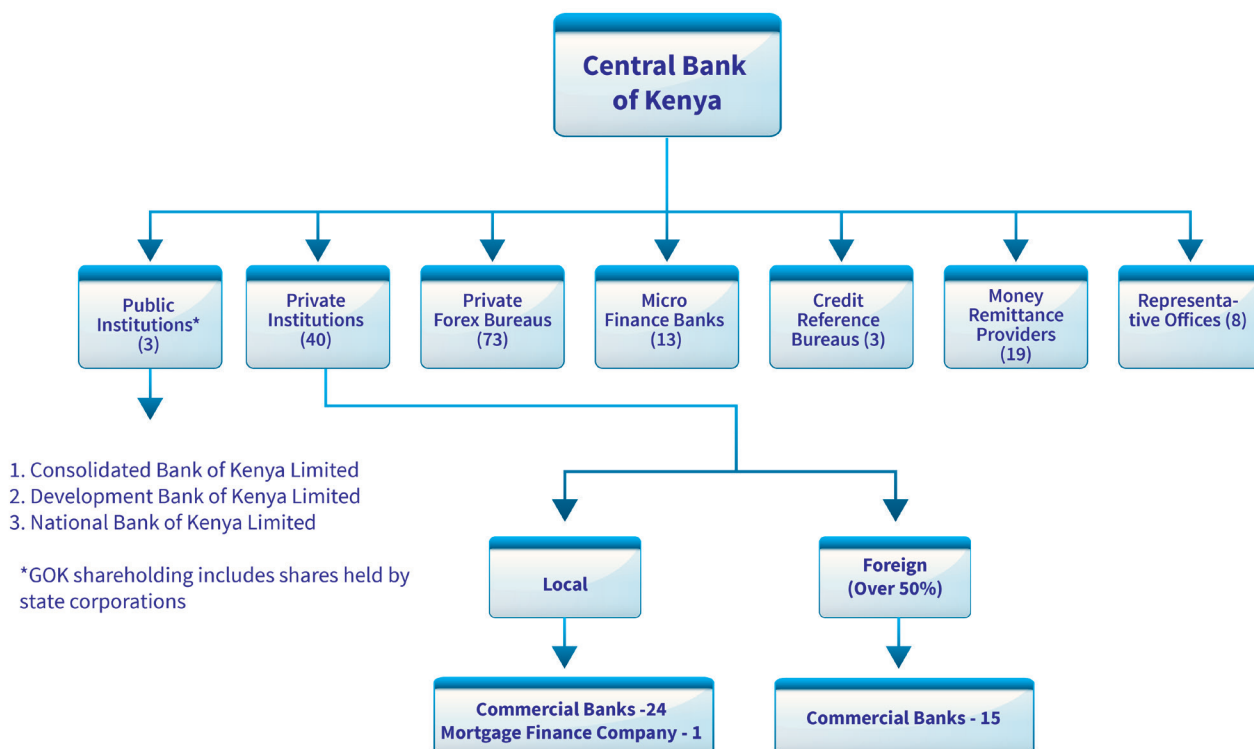 Central Bank
of Kenya
Public
Institutions*
(3)
Private
Institutions
(40)
Private
Forex Bureaus
(73)
Micro
Finance Banks
(13)
Credit
Reference
Bureaus (3)
Money
Remittance
Providers
(19)
Representa-
tive Offices (8)
1. Consolidated Bank of Kenya Limited
2. Development Bank of Kenya Limited
3. National Bank of Kenya Limited
*GOK shareholding includes shares held by
state corporations
Local
Foreign
(Over 50%)
Commercial Banks -24
Mortgage Finance Company - 1
Commercial Banks - 15